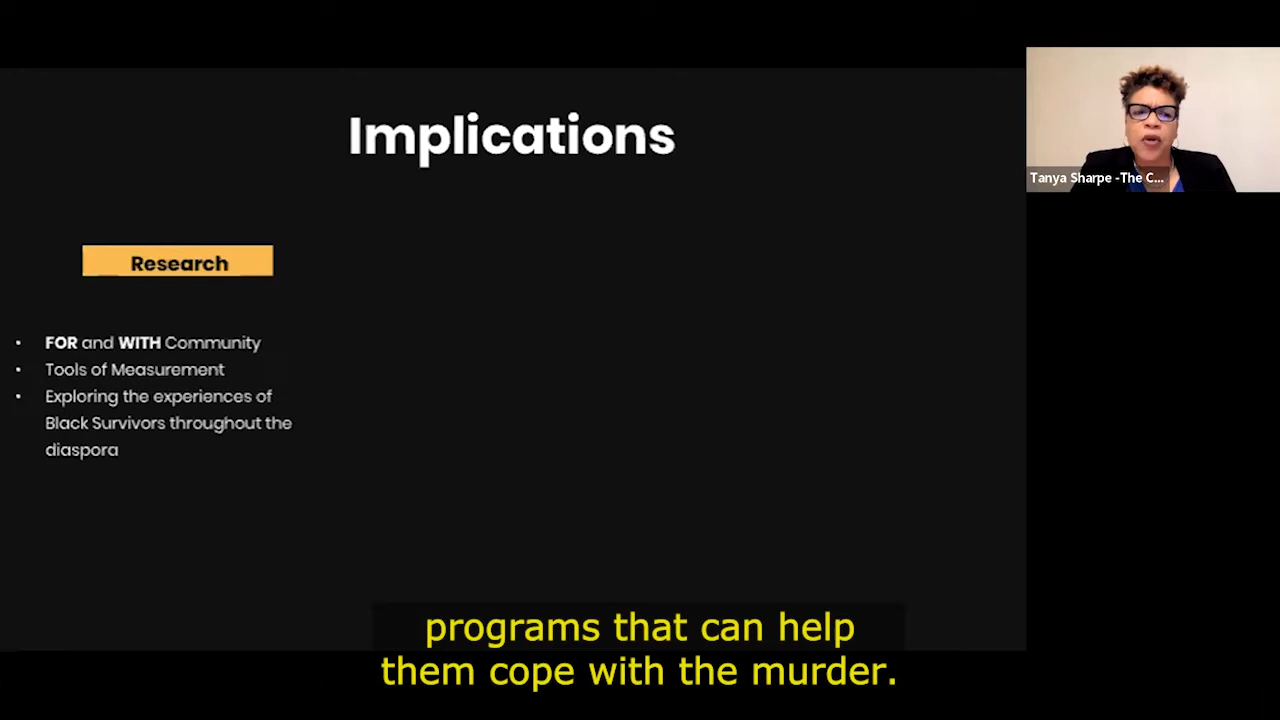 Implications
Research
• FOR and WITH Community
• Tools of Measurement
• Exploring the experiences of
Black Survivors throughout the
diaspora
Tanya Sharpe -The C...
programs that can help
them cope with the murder.